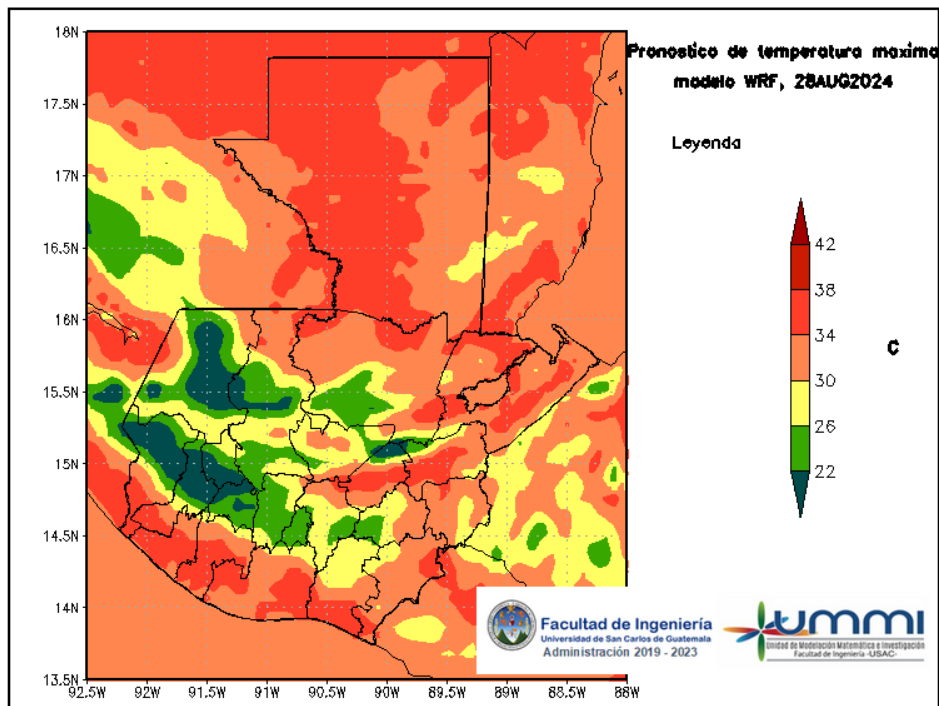 Pronostico de temperatura maxima
modelo WRF, 28AUG2024
Leyenda
42
38
34
30
26
22
C
18N
17.5N
17N
16.5N
16N
15.5N
15N
14.5N
14N
13.5N
92.5W
92W
91.5W
91W
90.5W
90W
89.5W
89W
88.5W
88W
Facultad de Ingeniería
Universidad de San Carlos de Guatemala
Administración 2019 - 2023
UMMI
Unidad de Modelación Matemática e Investigación
Facultad de Ingeniería -USAC-